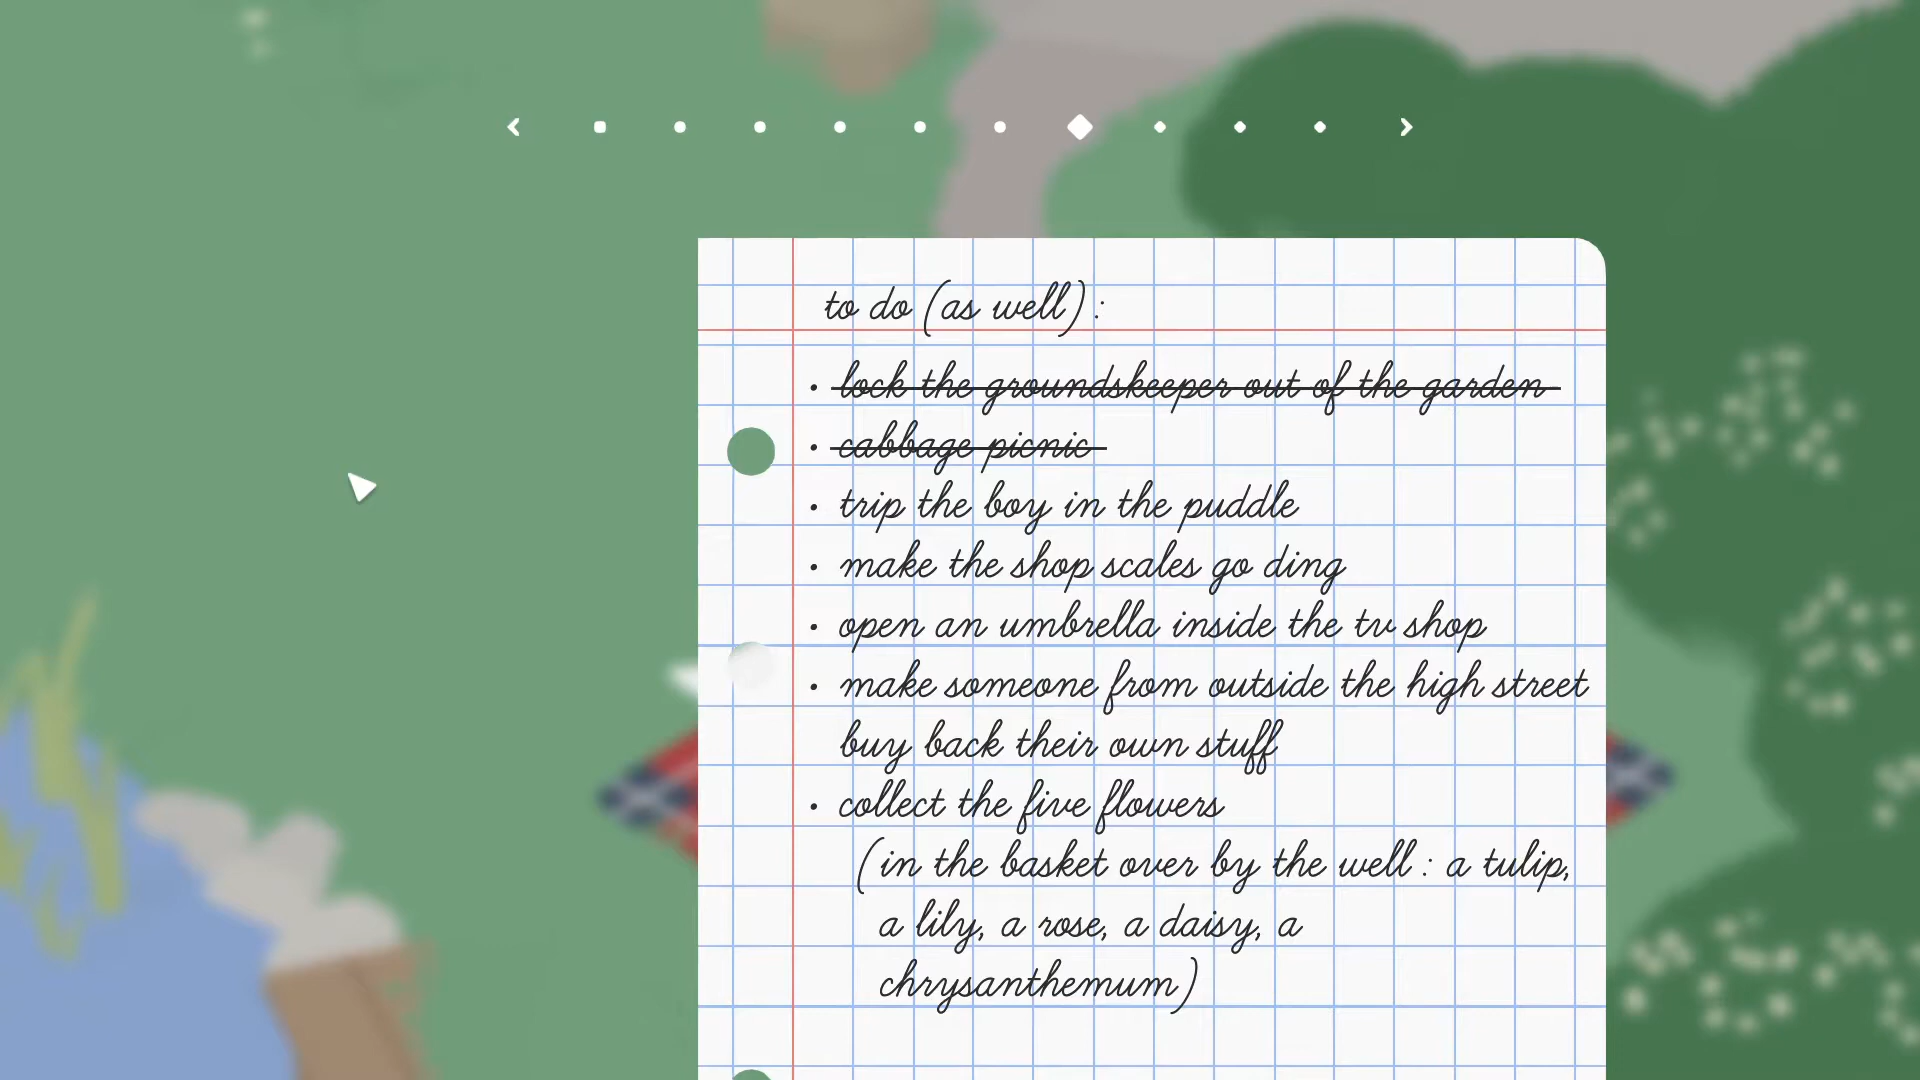 to do (as well):
• lock the groundskeeper out of the garden
• cabbage picnic
• trip the boy in the puddle
• make the shop scales go ding
• open an umbrella inside the tv shop
• make someone from outside the high street
buy back their own stuff
• collect the five flowers
(in the basket over by the well: a tulip,
a lily, a rose, a daisy, a
chrysanthemum)